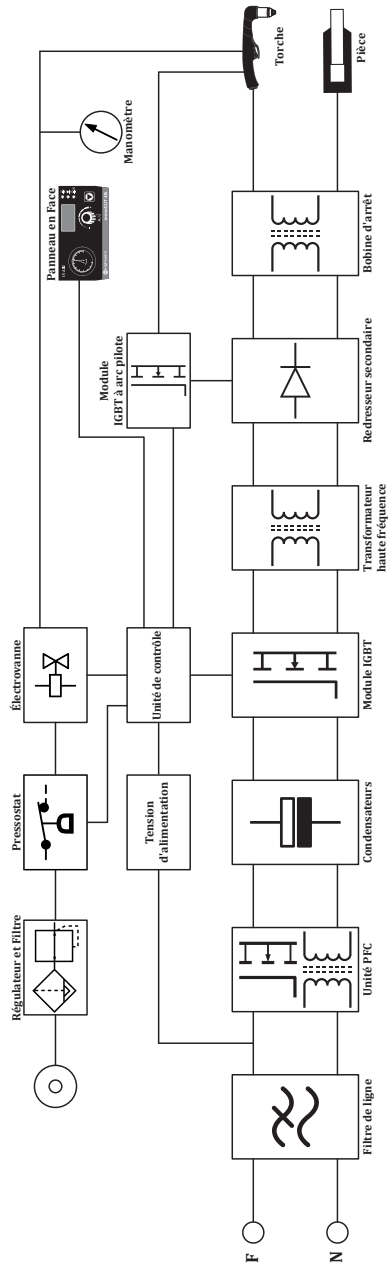 Régulateur et Filtre
Pressostat
Électrovanne
Panneau en Face
Manomètre
Tension
d'alimentation
Unité de contrôle
Module
IGBT à arc pilote
Torche
Pièce
F
N
Filtre de ligne
Unité PFC
Condensateurs
Module IGBT
Transformateur
haute fréquence
Redresseur secondaire
Bobine d'arrêt